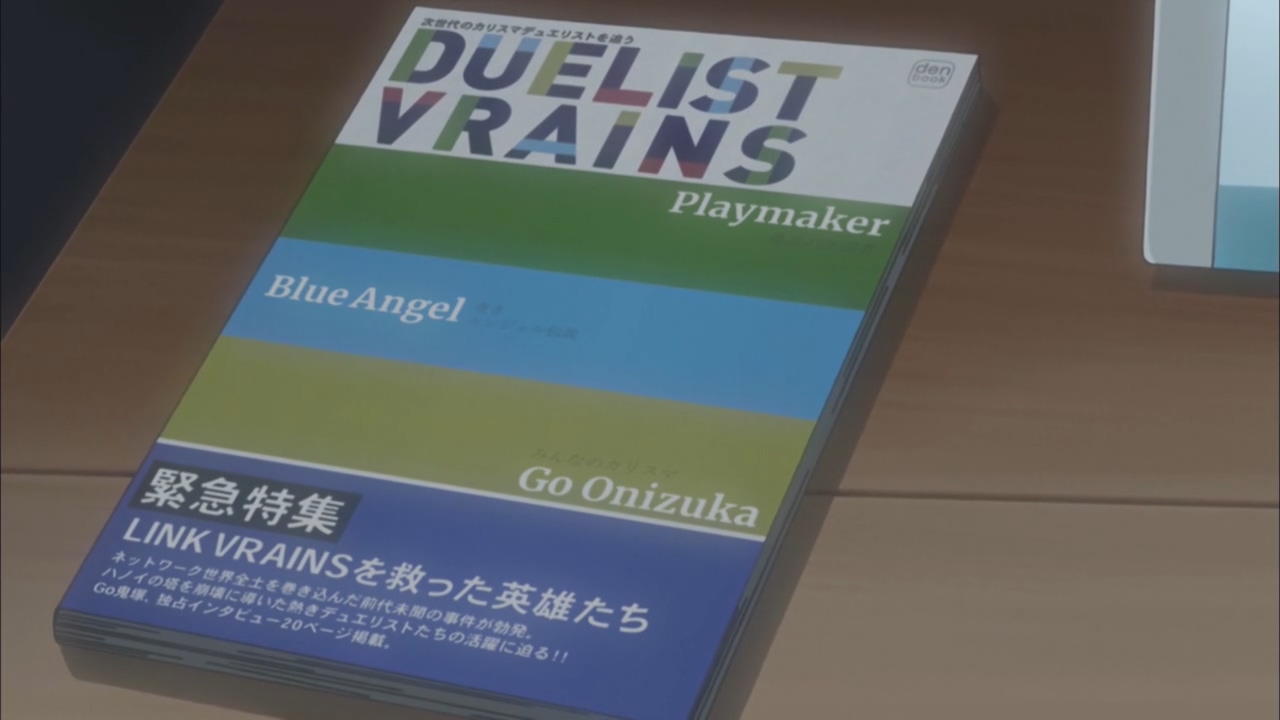 次世代のカリスマデュエリストを追う
DUELIST
VRAINS
den
book
Playmaker
Blue Angel
みんなのカリスマ
Go Onizuka
緊急特集
LINK VRAINSを救った英雄たち
ネットワーク世界全土を巻き込んだ前代未聞の事件が勃発。
ハノイの塔を崩壊に導いた熱きデュエリストたちの活躍に迫る!!
Go鬼塚、独占インタビュー20ページ掲載。